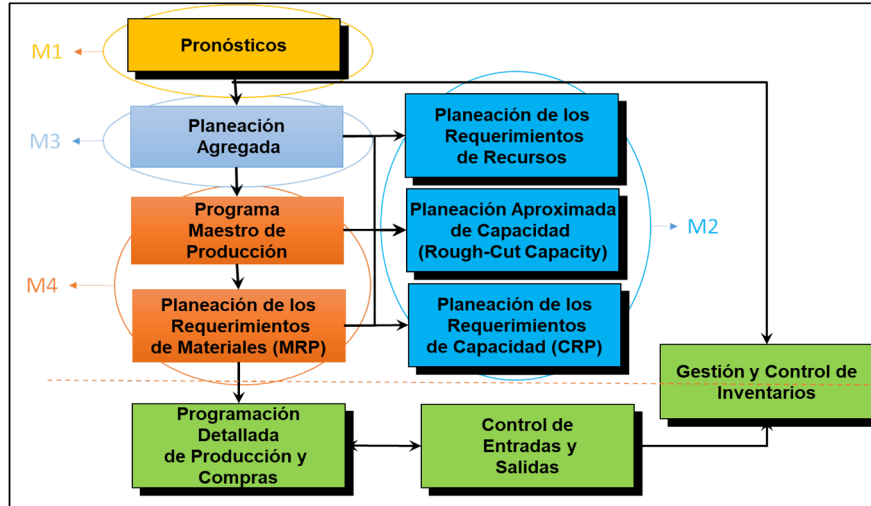 M1
Pronósticos
M3
Planeación
Agregada
Planeación de los
Requerimientos
de Recursos
Programa
Maestro de
Producción
Planeación Aproximada
de Capacidad
(Rough-Cut Capacity)
M2
M4
Planeación de los
Requerimientos
de Materiales (MRP)
Planeación de los
Requerimientos
de Capacidad (CRP)
Gestión y Control de
Inventarios
Programación
Detallada
de Producción y
Compras
Control de
Entradas y
Salidas